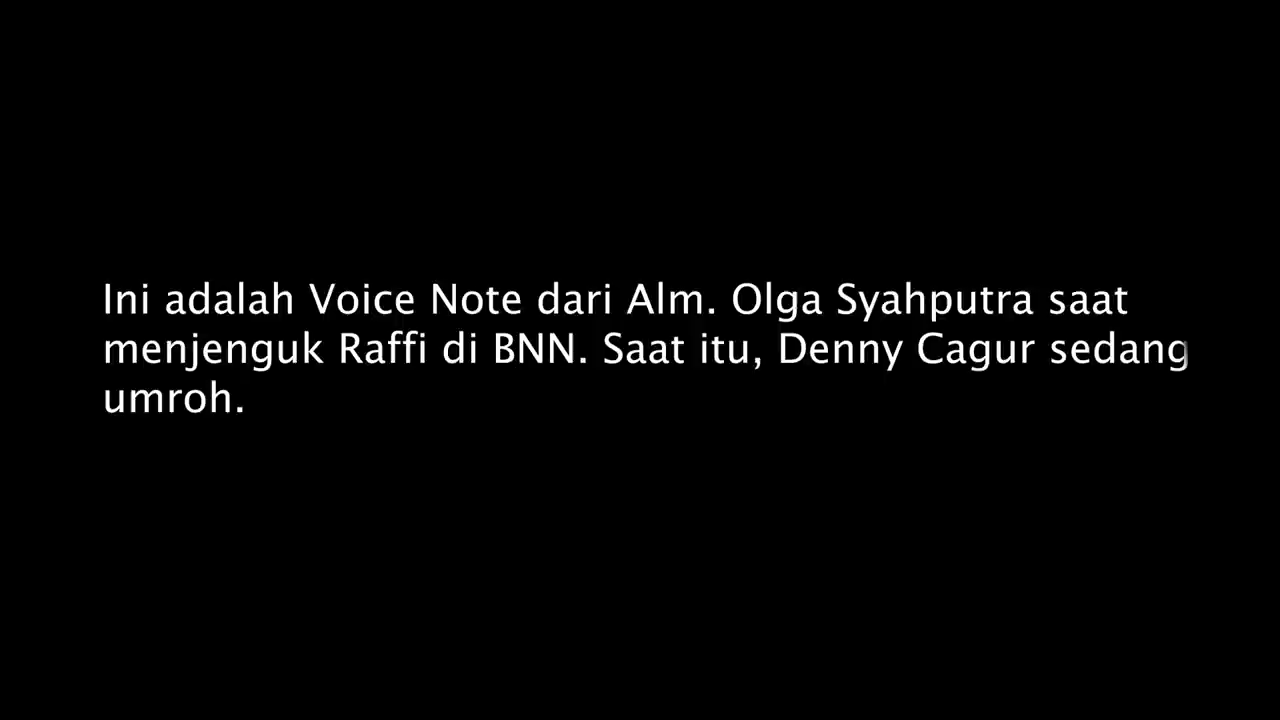 Ini adalah Voice Note dari Alm. Olga Syahputra saat
menjenguk Raffi di BNN. Saat itu, Denny Cagur sedang
umroh.